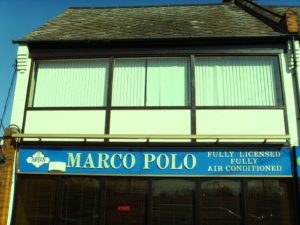 MARCO POLO
FULLY LICENSED
FULLY
AIR CONDITIONED